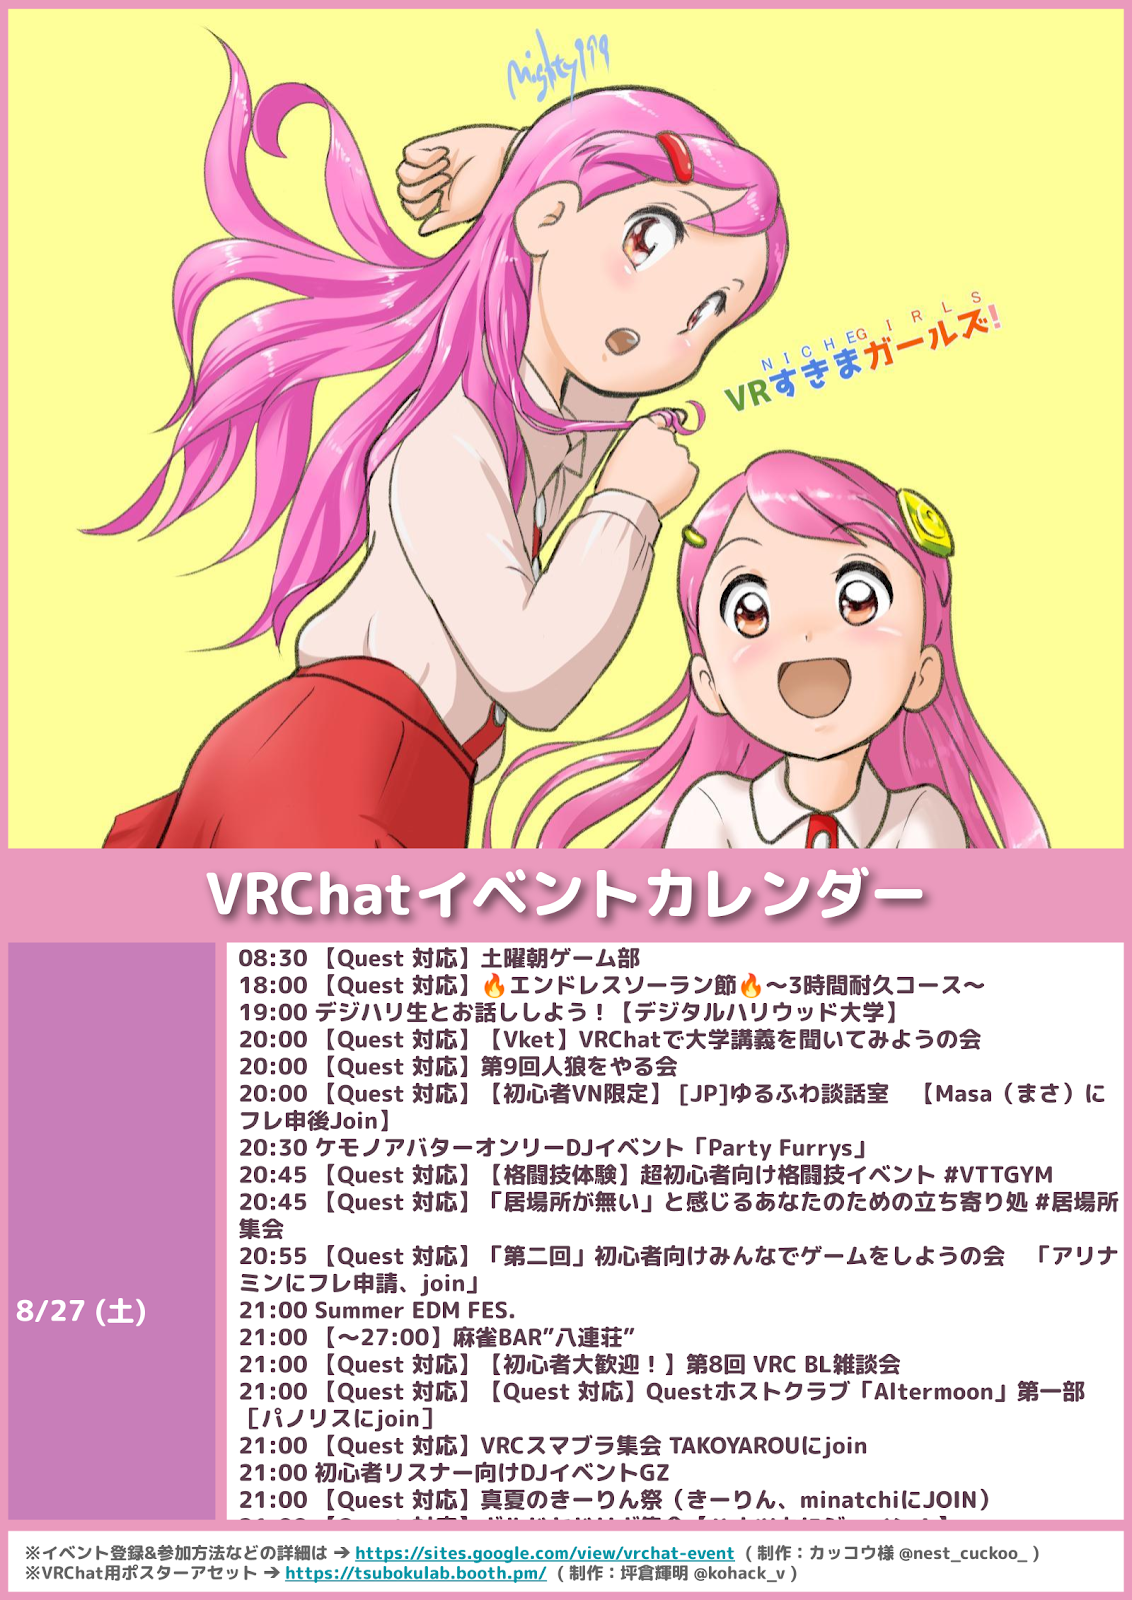 mighty199
NICHE GIRLS
VRすきまガールズ!
VRChatイベントカレンダー
8/27 (土)
08:30 【Quest 対応】土曜朝ゲーム部
18:00 【Quest 対応】🔥エンドレスソーラン節🔥〜3時間耐久コース〜
19:00 デジハリ生とお話ししよう！【デジタルハリウッド大学】
20:00 【Quest 対応】【Vket】VRChatで大学講義を聞いてみようの会
20:00 【Quest 対応】第9回人狼をやる会
20:00 【Quest 対応】【初心者VN限定】 [JP]ゆるふわ談話室　【Masa（まさ）に
フレ申後Join】
20:30 ケモノアバターオンリーDJイベント「Party Furrys」
20:45 【Quest 対応】【格闘技体験】超初心者向け格闘技イベント #VTTGYM
20:45 【Quest 対応】「居場所が無い」と感じるあなたのための立ち寄り処 #居場所
集会
20:55 【Quest 対応】「第二回」初心者向けみんなでゲームをしようの会　「アリナ
ミンにフレ申請、join」
21:00 Summer EDM FES.
21:00 【〜27:00】麻雀BAR”八連荘”
21:00 【Quest 対応】【初心者大歓迎！】第8回 VRC BL雑談会
21:00 【Quest 対応】【Quest 対応】Questホストクラブ「Altermoon」第一部
［パノリスにjoin］
21:00 【Quest 対応】VRCスマブラ集会 TAKOYAROUにjoin
21:00 初心者リスナー向けDJイベントGZ
21:00 【Quest 対応】真夏のきーりん祭（きーりん、minatchiにJOIN）
21:00 【Quest 対応】
※イベント登録&参加方法などの詳細は → https://sites.google.com/view/vrchat-event （ 制作：カッコウ様 @nest_cuckoo_ ）
※VRChat用ポスターアセット → https://tsubokulab.booth.pm/ （ 制作：坪倉輝明 @kohack_v ）